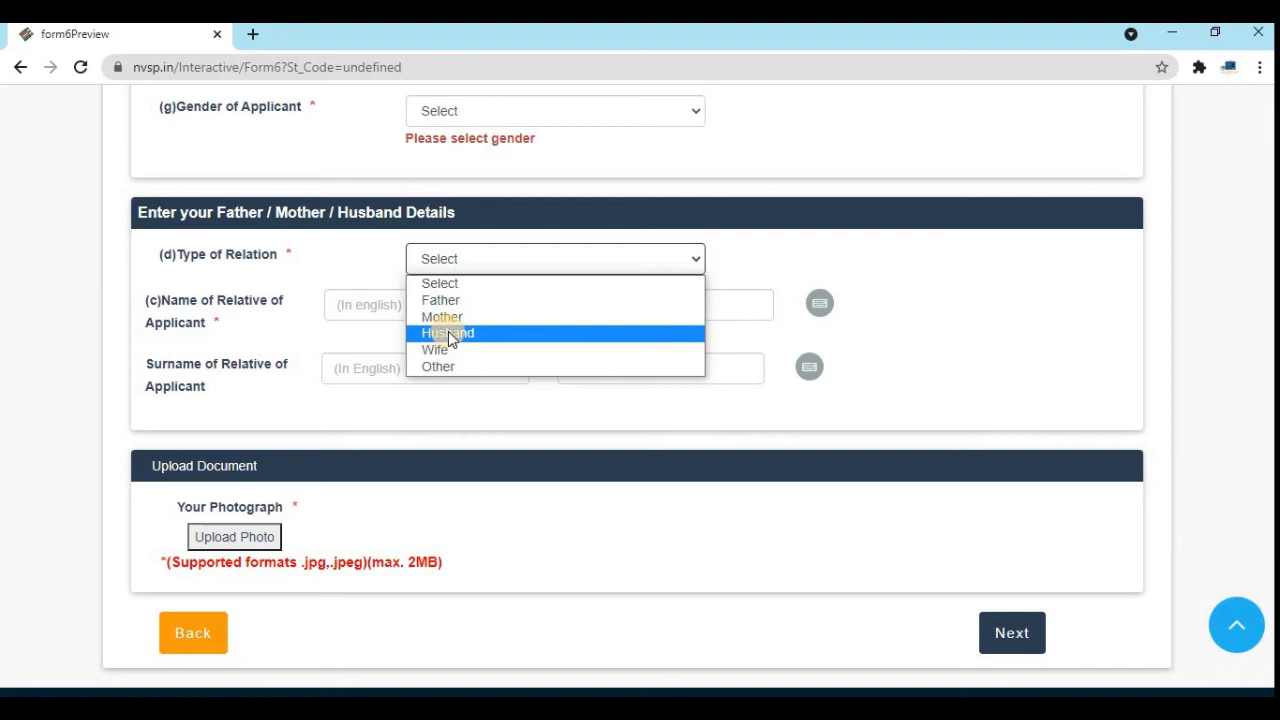 form6Preview
nvsp.in/Interactive/Form6?St_Code=undefined
(g)Gender of Applicant *
Select
Please select gender
Enter your Father / Mother / Husband Details
(d)Type of Relation *
Select
Select
Father
Mother
Husband
Wife
Other
(c)Name of Relative of
Applicant *
(In english)
Surname of Relative of
Applicant
(In English)
Upload Document
Your Photograph *
Upload Photo
*(Supported formats .jpg,.jpeg)(max. 2MB)
Back
Next